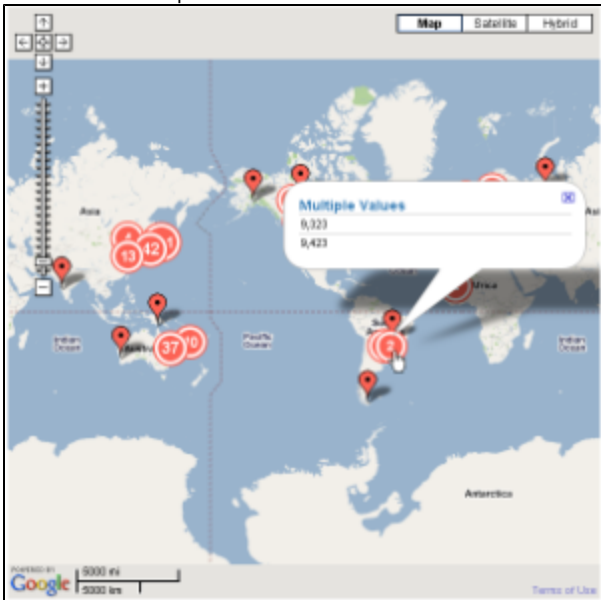 Map Satellite Hybrid
Multiple Values
9,323
9,423
Asia
Africa
13
42
37
2
Pacific
Ocean
Indian
Ocean
Indian
Ocean
Antarctica
POWERED BY
Google
5000 mi
5000 km
Terms of Use